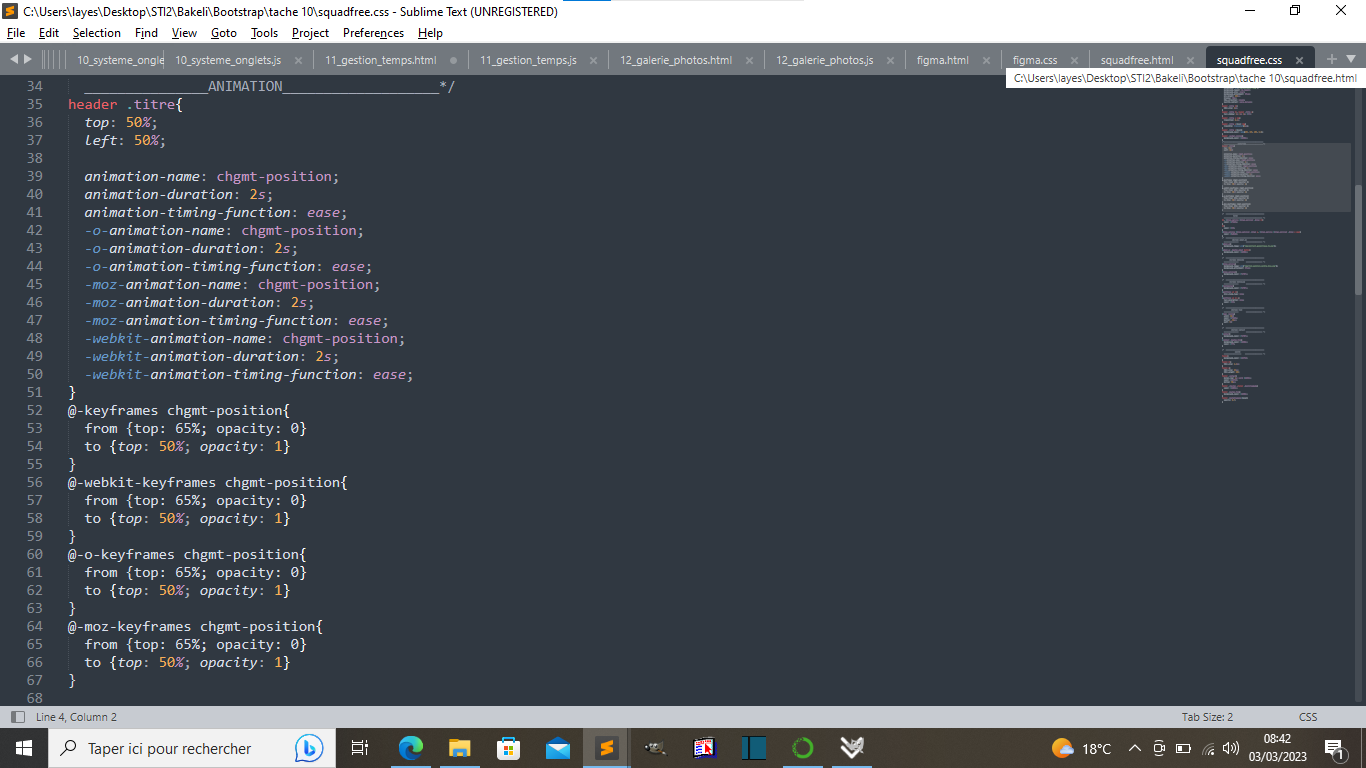 C:\Users\layes\Desktop\STI2\Bakeli\Bootstrap\tache 10\squadfree.css - Sublime Text (UNREGISTERED)
File Edit Selection Find View Goto Tools Project Preferences Help
10_systeme_ongle 10_systeme_onglets.js 11_gestion_temps.html 11_gestion_temps.js 12_galerie_photos.html 12_galerie_photos.js figma.html figma.css squadfree.html squadfree.css
C:\Users\layes\Desktop\STI2\Bakeli\Bootstrap\tache 10\squadfree.html
34 _______________ANIMATION___________________*/
35 header .titre{
36 top: 50%;
37 left: 50%;
38
39 animation-name: chgmt-position;
40 animation-duration: 2s;
41 animation-timing-function: ease;
42 -o-animation-name: chgmt-position;
43 -o-animation-duration: 2s;
44 -o-animation-timing-function: ease;
45 -moz-animation-name: chgmt-position;
46 -moz-animation-duration: 2s;
47 -moz-animation-timing-function: ease;
48 -webkit-animation-name: chgmt-position;
49 -webkit-animation-duration: 2s;
50 -webkit-animation-timing-function: ease;
51 }
52 @-keyframes chgmt-position{
53 from {top: 65%; opacity: 0}
54 to {top: 50%; opacity: 1}
55 }
56 @-webkit-keyframes chgmt-position{
57 from {top: 65%; opacity: 0}
58 to {top: 50%; opacity: 1}
59 }
60 @-o-keyframes chgmt-position{
61 from {top: 65%; opacity: 0}
62 to {top: 50%; opacity: 1}
63 }
64 @-moz-keyframes chgmt-position{
65 from {top: 65%; opacity: 0}
66 to {top: 50%; opacity: 1}
67 }
68
Line 4, Column 2 Tab Size: 2 CSS
Taper ici pour rechercher 18°C 08:42
03/03/2023 1